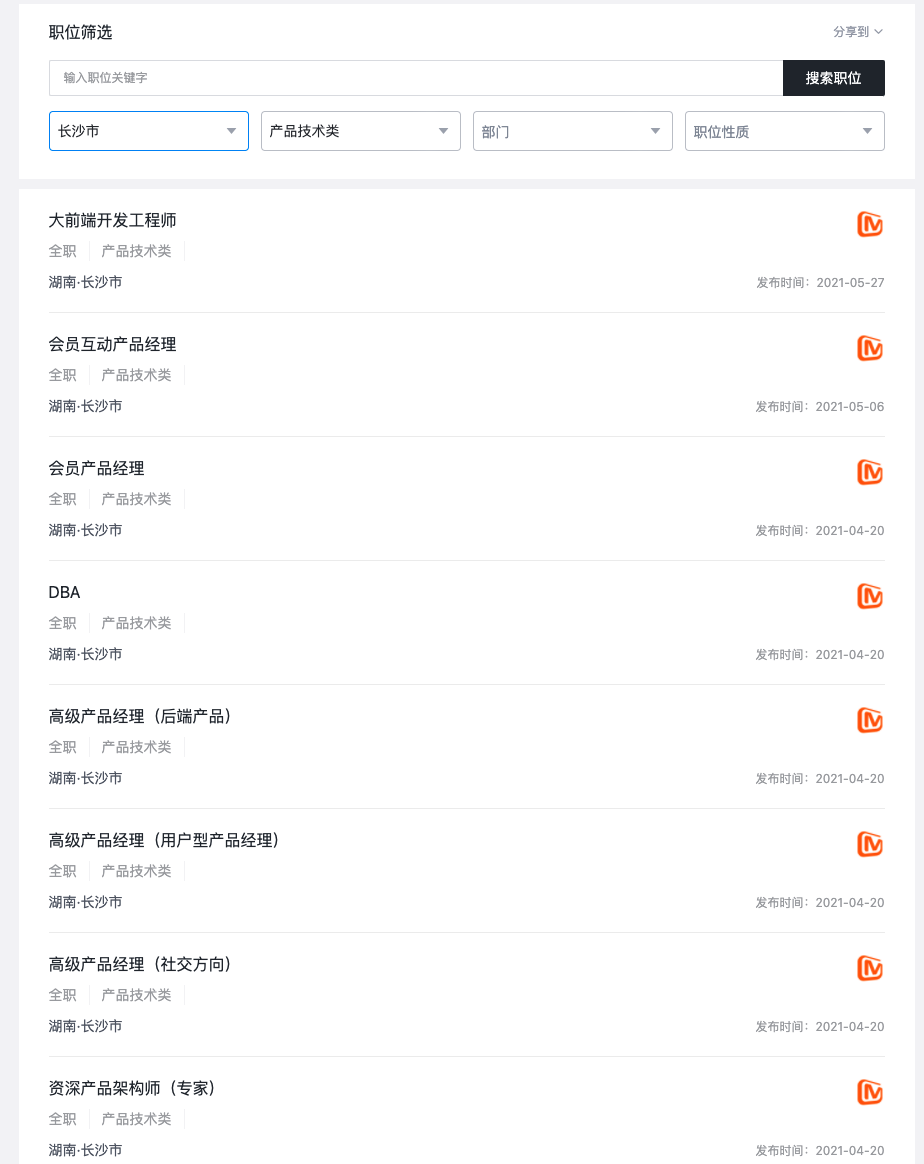 职位筛选
分享到
输入职位关键字
搜索职位
长沙市
产品技术类
部门
职位性质
大前端开发工程师
全职 产品技术类
湖南·长沙市
发布时间：2021-05-27
会员互动产品经理
全职 产品技术类
湖南·长沙市
发布时间：2021-05-06
会员产品经理
全职 产品技术类
湖南·长沙市
发布时间：2021-04-20
DBA
全职 产品技术类
湖南·长沙市
发布时间：2021-04-20
高级产品经理（后端产品）
全职 产品技术类
湖南·长沙市
发布时间：2021-04-20
高级产品经理（用户型产品经理）
全职 产品技术类
湖南·长沙市
发布时间：2021-04-20
高级产品经理（社交方向）
全职 产品技术类
湖南·长沙市
发布时间：2021-04-20
资深产品架构师（专家）
全职 产品技术类
湖南·长沙市
发布时间：2021-04-20